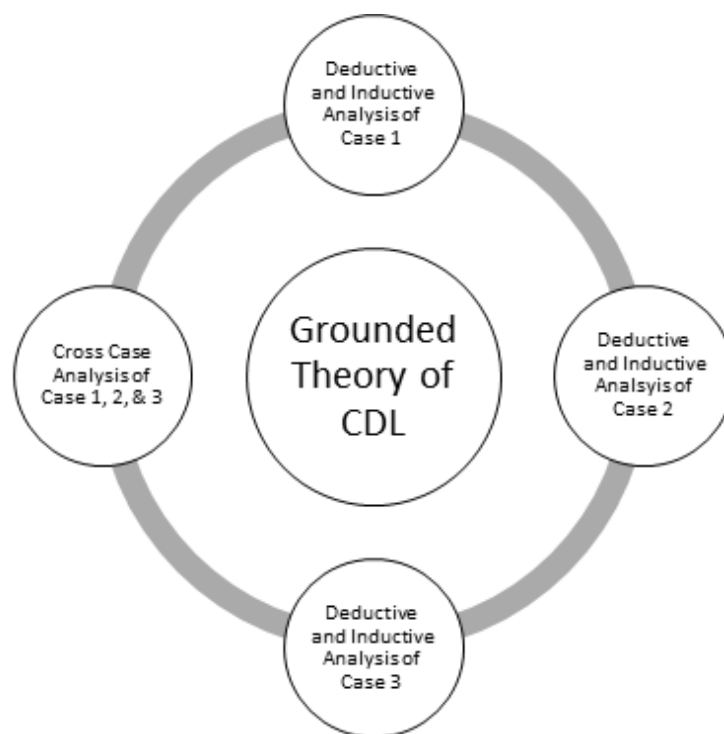 Deductive
and Inductive
Analysis of
Case 1
Grounded
Theory of
CDL
Cross Case
Analysis of
Case 1, 2, & 3
Deductive
and Inductive
Analsyis of
Case 2
Deductive
and Inductive
Analysis of
Case 3